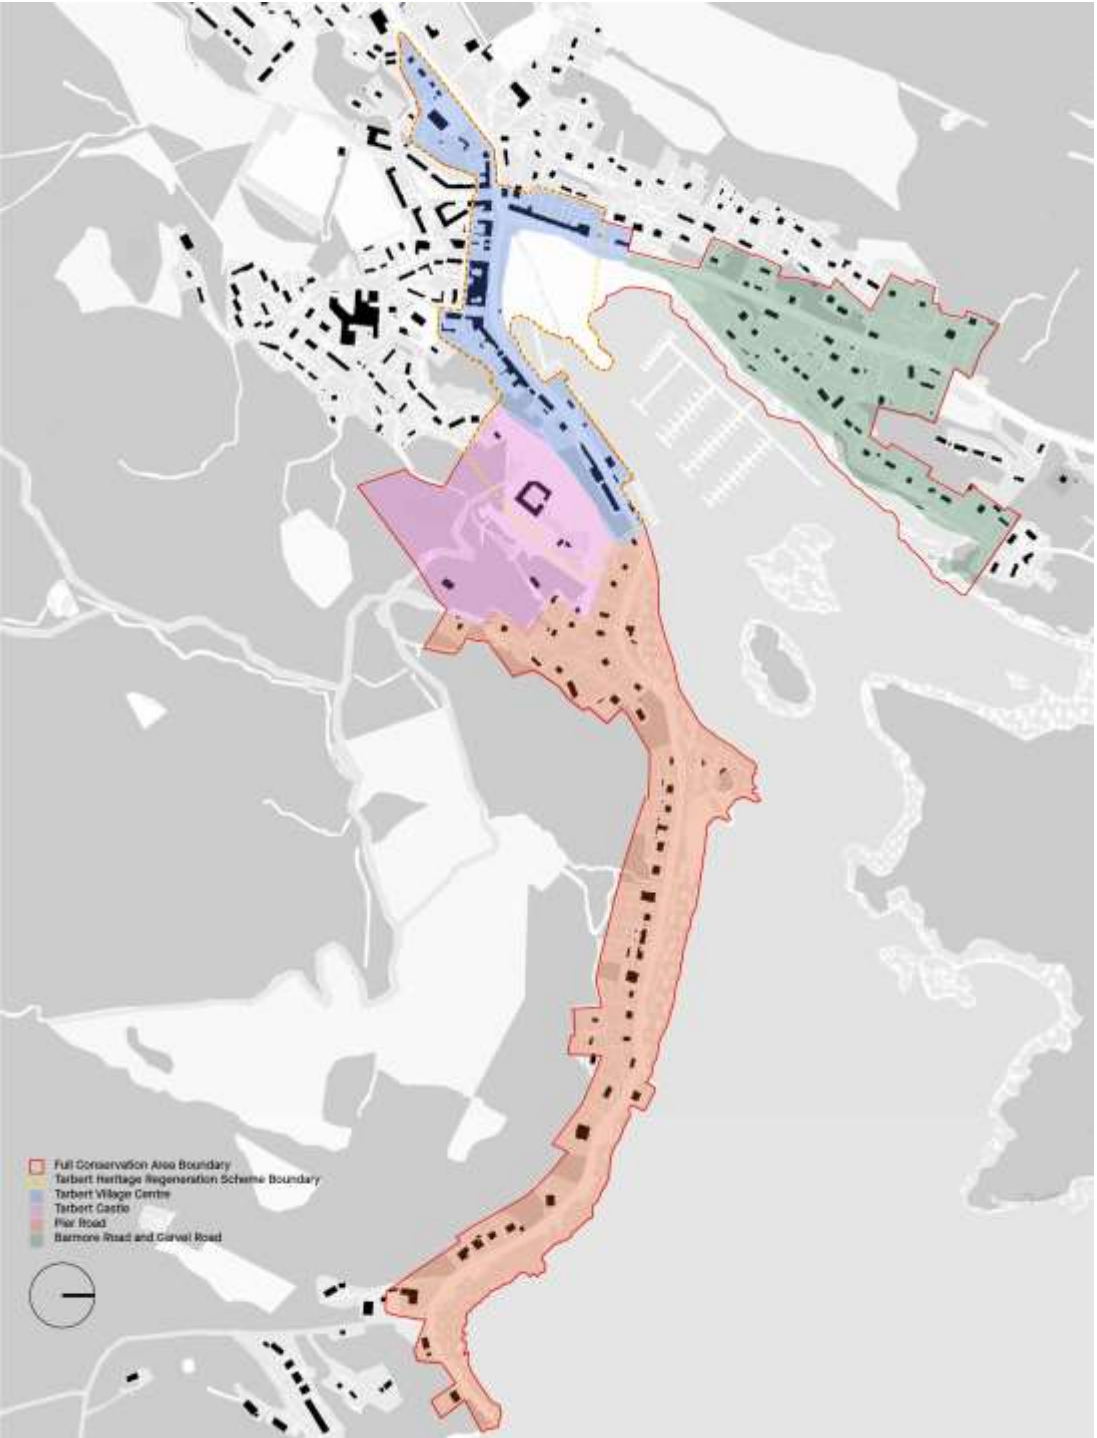 Full Conservation Area Boundary
Tarbert Heritage Regeneration Scheme Boundary
Tarbert Village Centre
Tarbert Castle
Pier Road
Barmore Road and Garvel Road